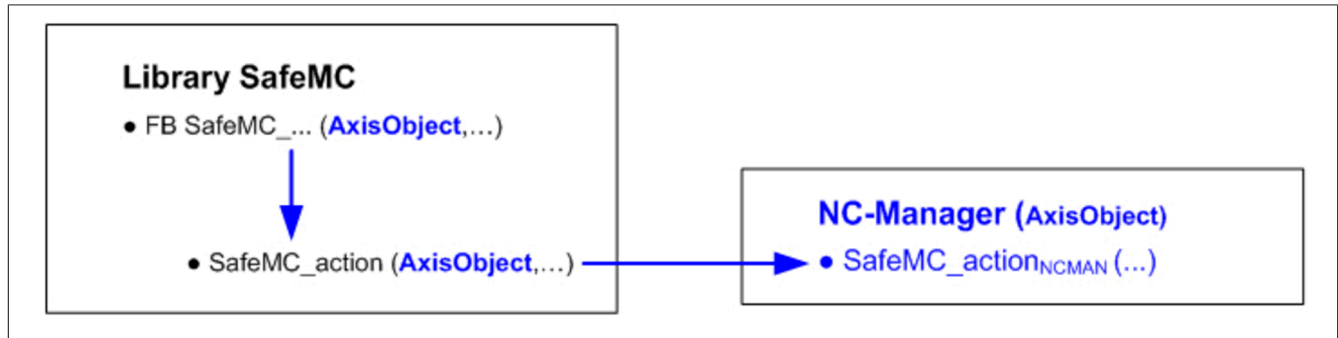 Library SafeMC
● FB SafeMC_... (AxisObject,...)
● SafeMC_action (AxisObject,...)
NC-Manager (AxisObject)
● SafeMC_actionNCMAN (...)